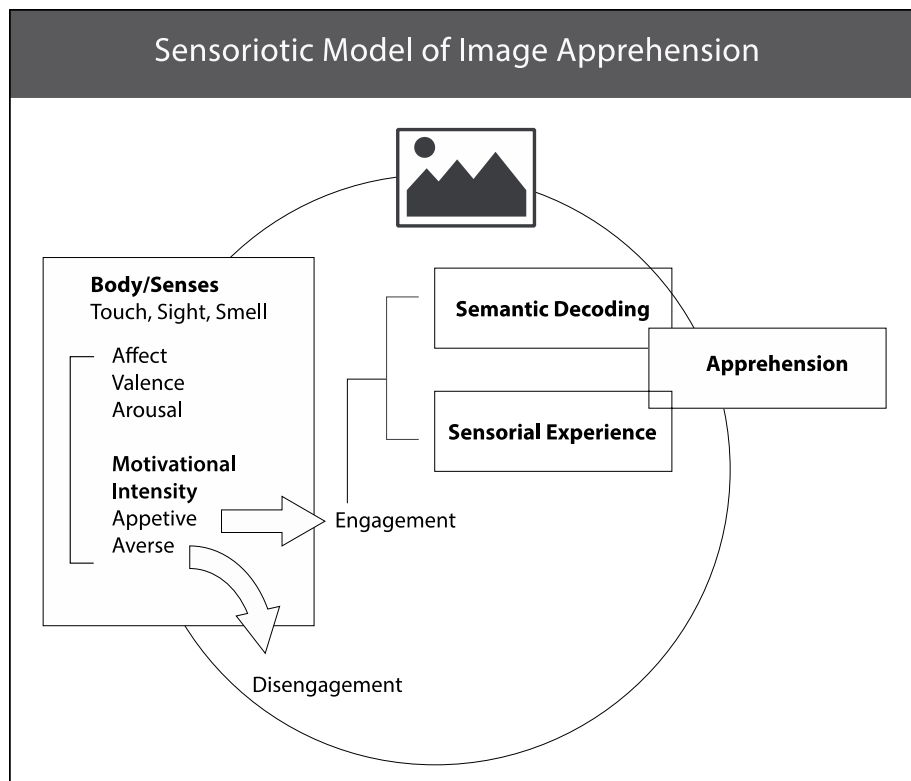 Sensoriotic Model of Image Apprehension
Body/Senses
Touch, Sight, Smell
Affect
Valence
Arousal
Motivational
Intensity
Appetive
Averse
Engagement
Disengagement
Semantic Decoding
Sensorial Experience
Apprehension